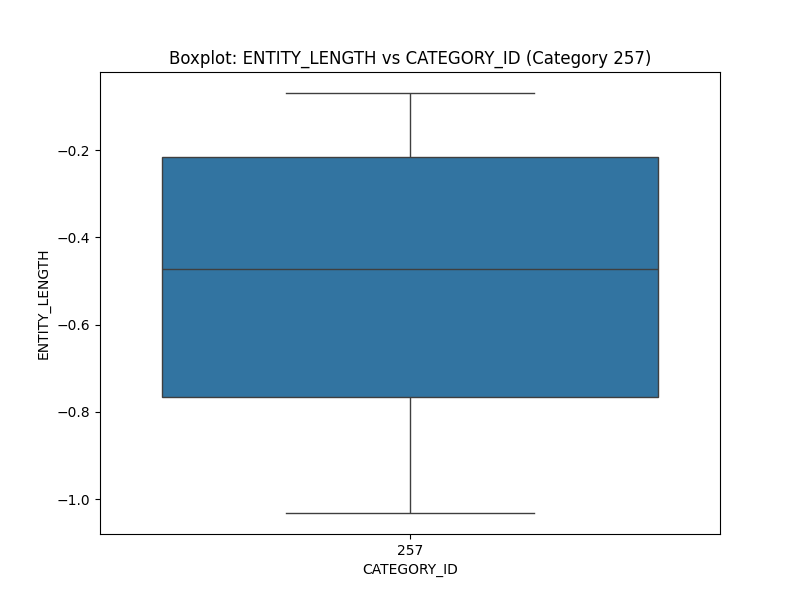 Boxplot: ENTITY_LENGTH vs CATEGORY_ID (Category 257)
−0.2
−0.4
−0.6
−0.8
−1.0
ENTITY_LENGTH
257
CATEGORY_ID